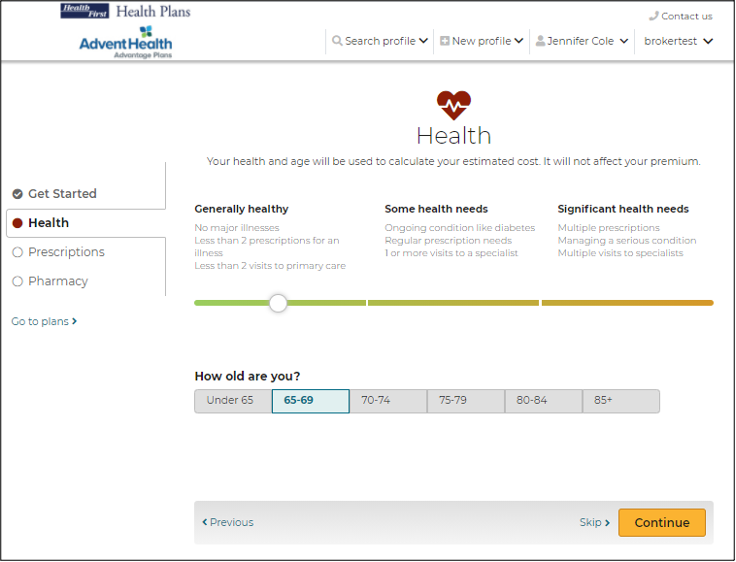 Health First Health Plans
Contact us
AdventHealth
Advantage Plans
Search profile
New profile
Jennifer Cole
brokertest
Health
Your health and age will be used to calculate your estimated cost. It will not affect your premium.
Get Started
Health
Prescriptions
Pharmacy
Go to plans
Generally healthy
No major illnesses
Less than 2 prescriptions for an
illness
Less than 2 visits to primary care
Some health needs
Ongoing condition like diabetes
Regular prescription needs
1 or more visits to a specialist
Significant health needs
Multiple prescriptions
Managing a serious condition
Multiple visits to specialists
How old are you?
Under 65 65-69 70-74 75-79 80-84 85+
Previous
Skip
Continue